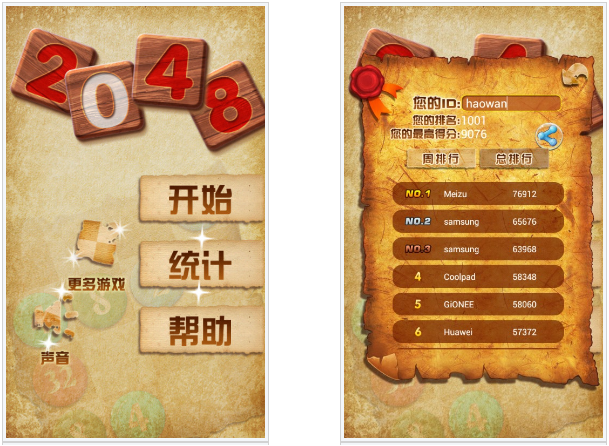 2048
开始
统计
更多游戏
帮助
声音
您的ID:haowan
您的排名:1001
您的最高得分:9076
周排行 总排行
NO.1 Meizu 76912
NO.2 samsung 65676
NO.3 samsung 63968
4 Coolpad 58348
5 GiONEE 58060
6 Huawei 57372
32
A
A